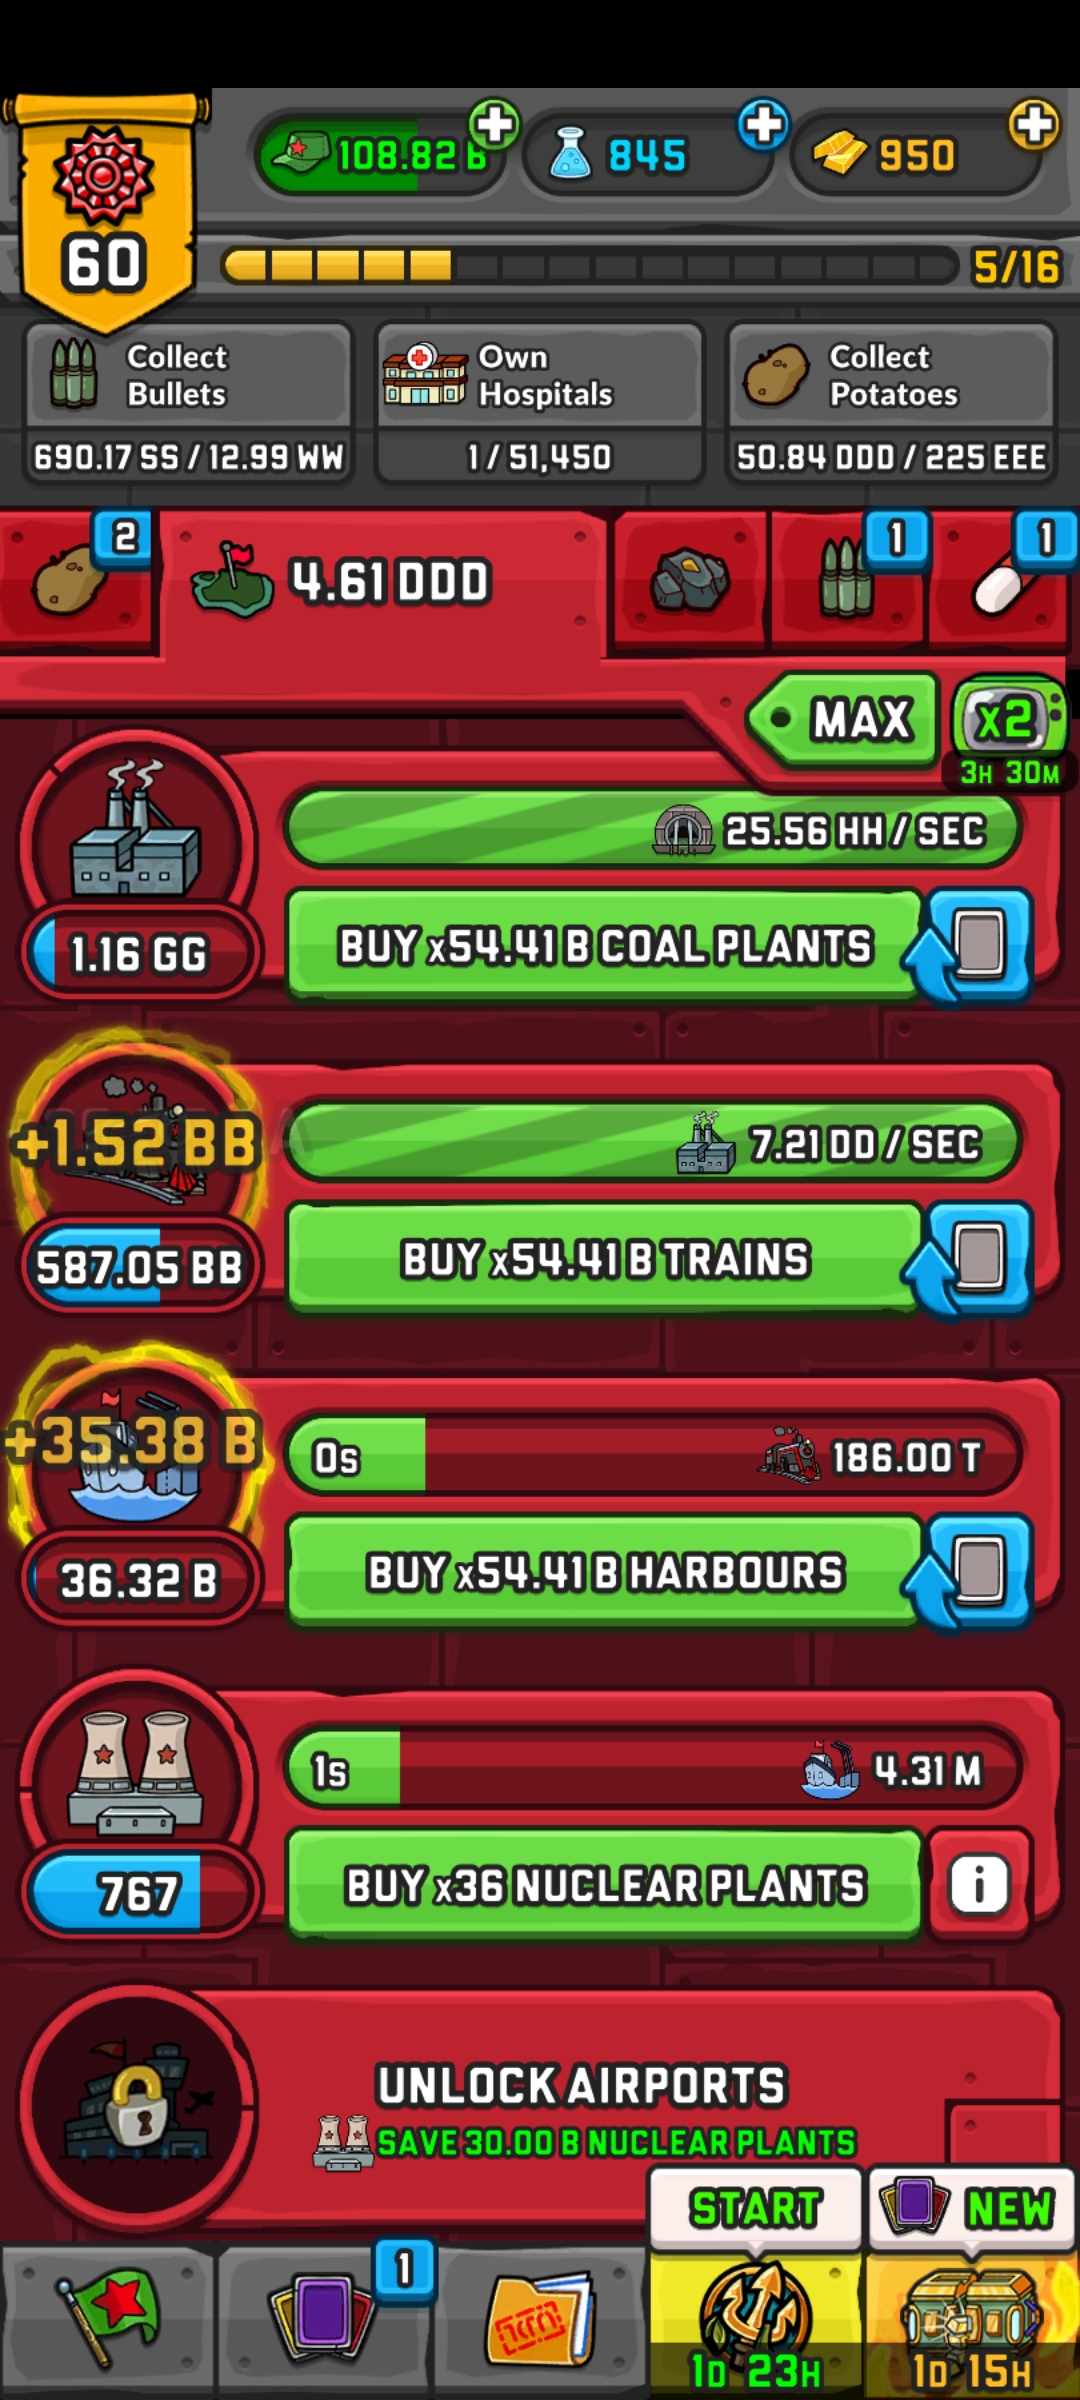 108.82 B
845
950
60
5/16
Collect
Bullets
690.17 SS / 12.99 WW
Own
Hospitals
1 / 51,450
Collect
Potatoes
50.84 DDD / 225 EEE
2
4.61 DDD
1
1
MAX
x2
3H 30M
25.56 HH / SEC
1.16 GG
BUY x54.41 B COAL PLANTS
+1.52 BB
7.21 DD / SEC
587.05 BB
BUY x54.41 B TRAINS
+35.38 B
0s
186.00 T
36.32 B
BUY x54.41 B HARBOURS
1s
4.31 M
767
BUY x36 NUCLEAR PLANTS
i
UNLOCK AIRPORTS
SAVE 30.00 B NUCLEAR PLANTS
START
NEW
1
1D 23H
1D 15H